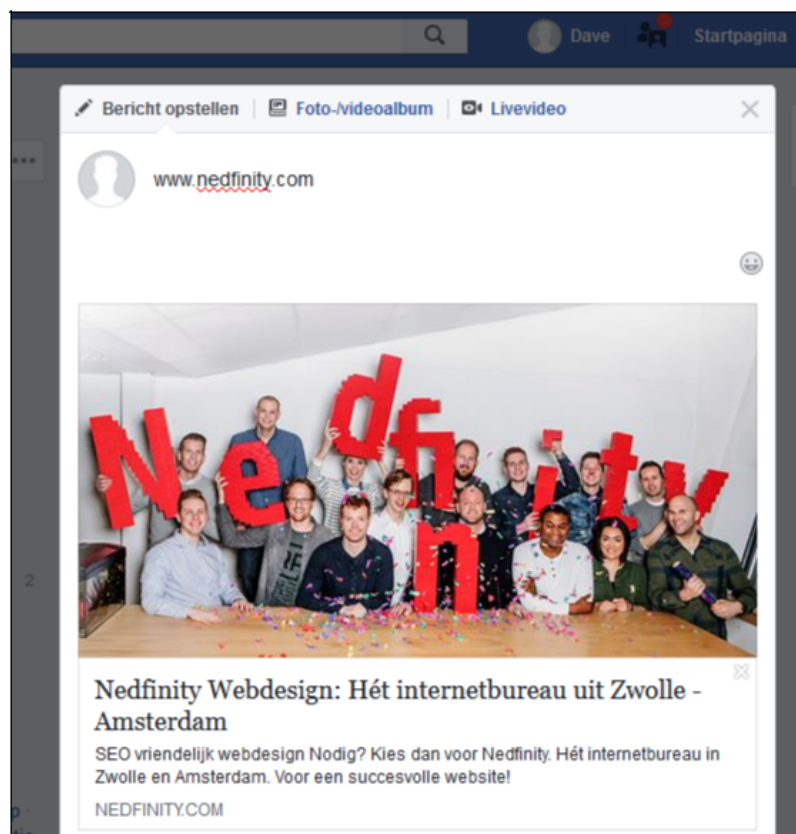 Dave Startpagina
Bericht opstellen Foto-/videoalbum Livevideo
www.nedfinity.com
Nedfinity
Nedfinity Webdesign: Hét internetbureau uit Zwolle -
Amsterdam
SEO vriendelijk webdesign Nodig? Kies dan voor Nedfinity. Hét internetbureau in
Zwolle en Amsterdam. Voor een succesvolle website!
NEDFINITY.COM
2